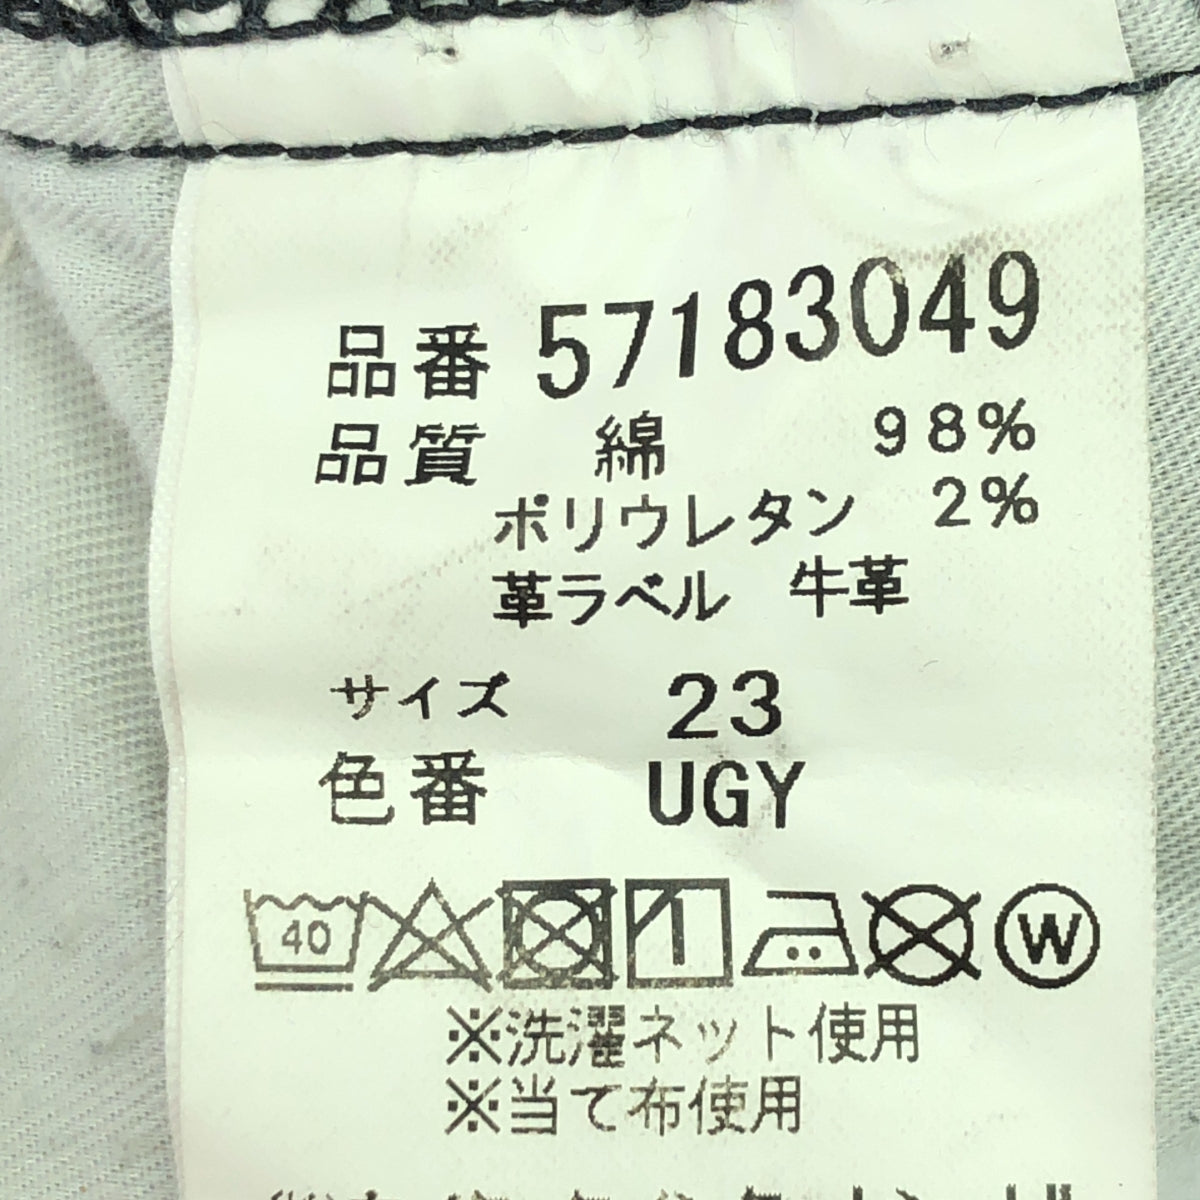 品番 57183049
品質 綿 98%
ポリウレタン 2%
革ラベル 牛革
サイズ 23
色番 UGY
40 W
※洗濯ネット使用
※当て布使用